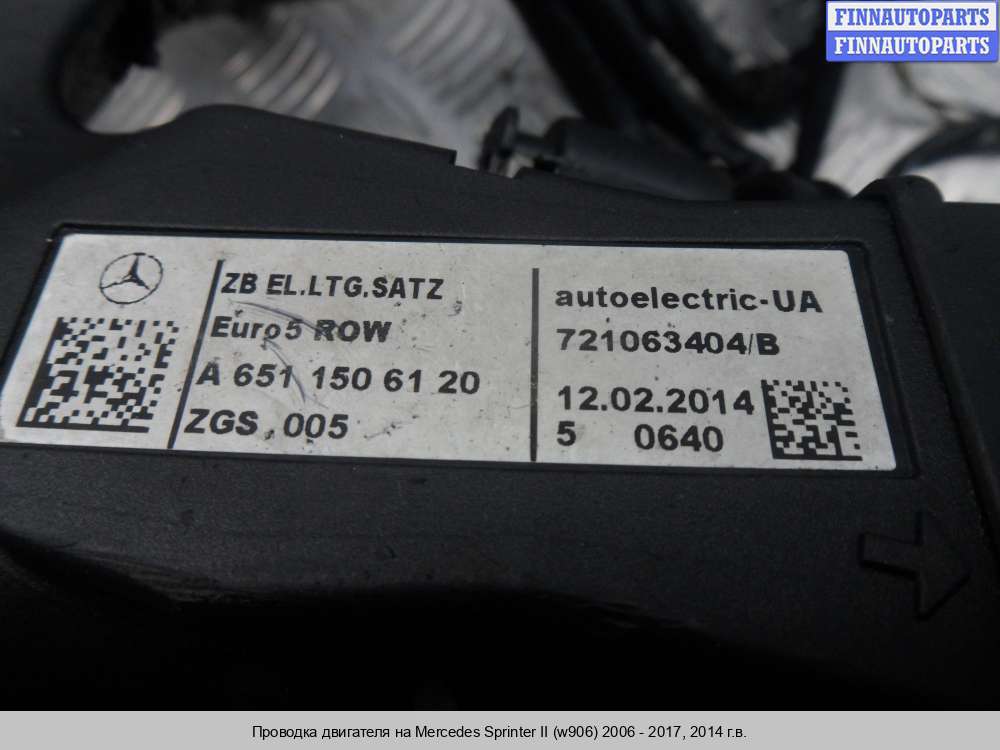 FINNAUTOPARTS
FINNAUTOPARTS
ZB EL.LTG.SATZ
Euro5 ROW
A 651 150 61 20
ZGS 005
autoelectric-UA
721063404/B
12.02.2014
5 0640
Проводка двигателя на Mercedes Sprinter II (w906) 2006 - 2017, 2014 г.в.